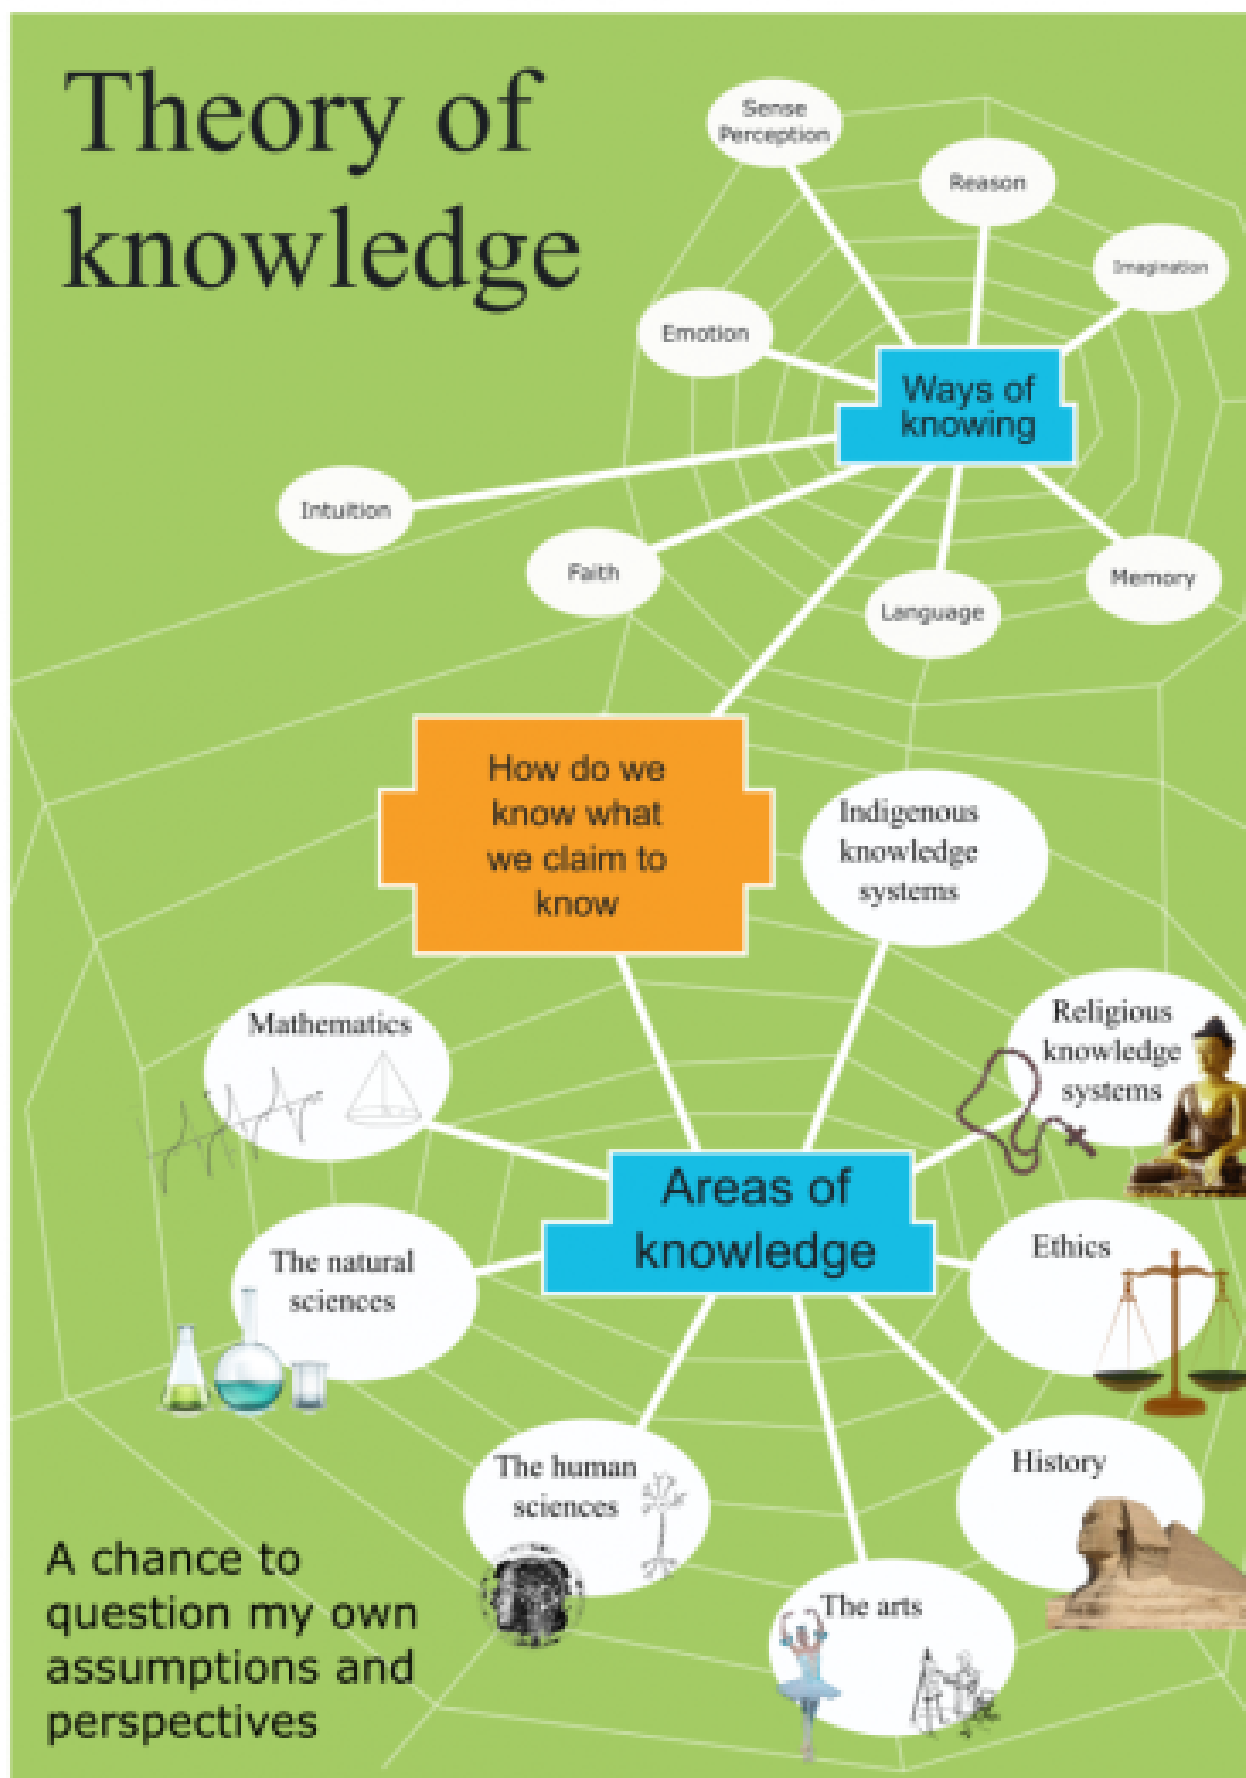 Theory of
knowledge
Sense
Perception
Reason
Imagination
Emotion
Ways of
knowing
Intuition
Faith
Language
Memory
How do we
know what
we claim to
know
Indigenous
knowledge
systems
Mathematics
Religious
knowledge
systems
Areas of
knowledge
The natural
sciences
Ethics
The human
sciences
History
The arts
A chance to
question my own
assumptions and
perspectives